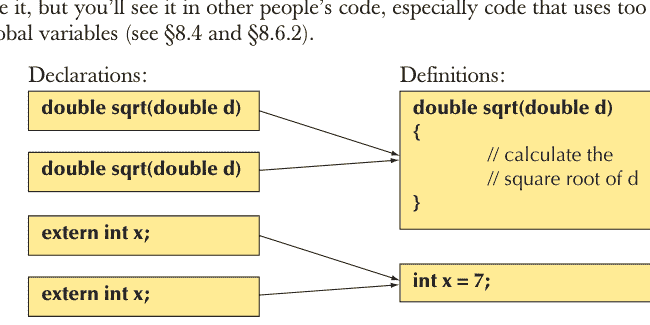 e it, but you’ll see it in other people’s code, especially code that uses too
obal variables (see §8.4 and §8.6.2).
Declarations:
double sqrt(double d)
double sqrt(double d)
extern int x;
extern int x;
Definitions:
double sqrt(double d)
{
// calculate the
// square root of d
}
int x = 7;